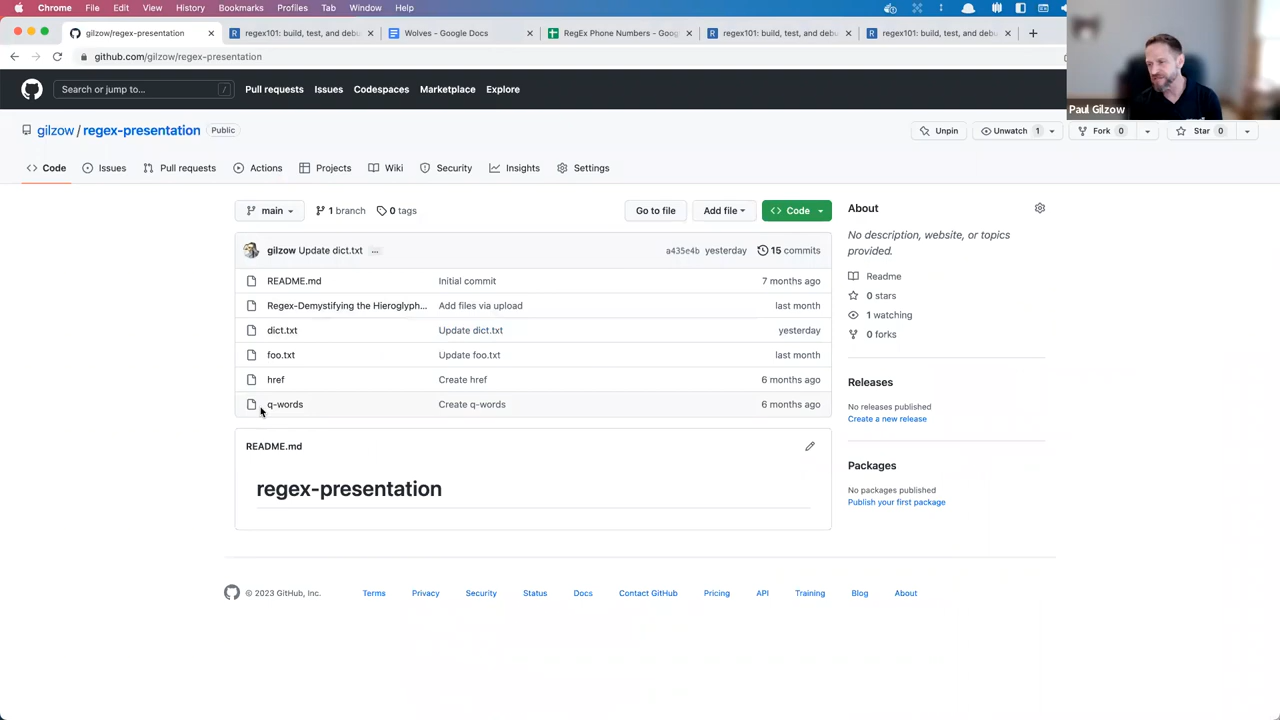 Chrome File Edit View History Bookmarks Profiles Tab Window Help
gilzow/regex-presentation
regex101: build, test, and debu
Wolves - Google Docs
RegEx Phone Numbers - Goog
regex101: build, test, and debu
regex101: build, test, and debu
github.com/gilzow/regex-presentation
Paul Gilzow
Search or jump to... /
Pull requests Issues Codespaces Marketplace Explore
gilzow / regex-presentation Public
Unpin Unwatch 1 Fork 0 Star 0
Code Issues Pull requests Actions Projects Wiki Security Insights Settings
main 1 branch 0 tags Go to file Add file Code
gilzow Update dict.txt ... a435e4b yesterday 15 commits
README.md Initial commit 7 months ago
Regex-Demystifying the Hieroglyph... Add files via upload last month
dict.txt Update dict.txt yesterday
foo.txt Update foo.txt last month
href Create href 6 months ago
q-words Create q-words 6 months ago
README.md
regex-presentation
About
No description, website, or topics
provided.
Readme
0 stars
1 watching
0 forks
Releases
No releases published
Create a new release
Packages
No packages published
Publish your first package
© 2023 GitHub, Inc. Terms Privacy Security Status Docs Contact GitHub Pricing API Training Blog About